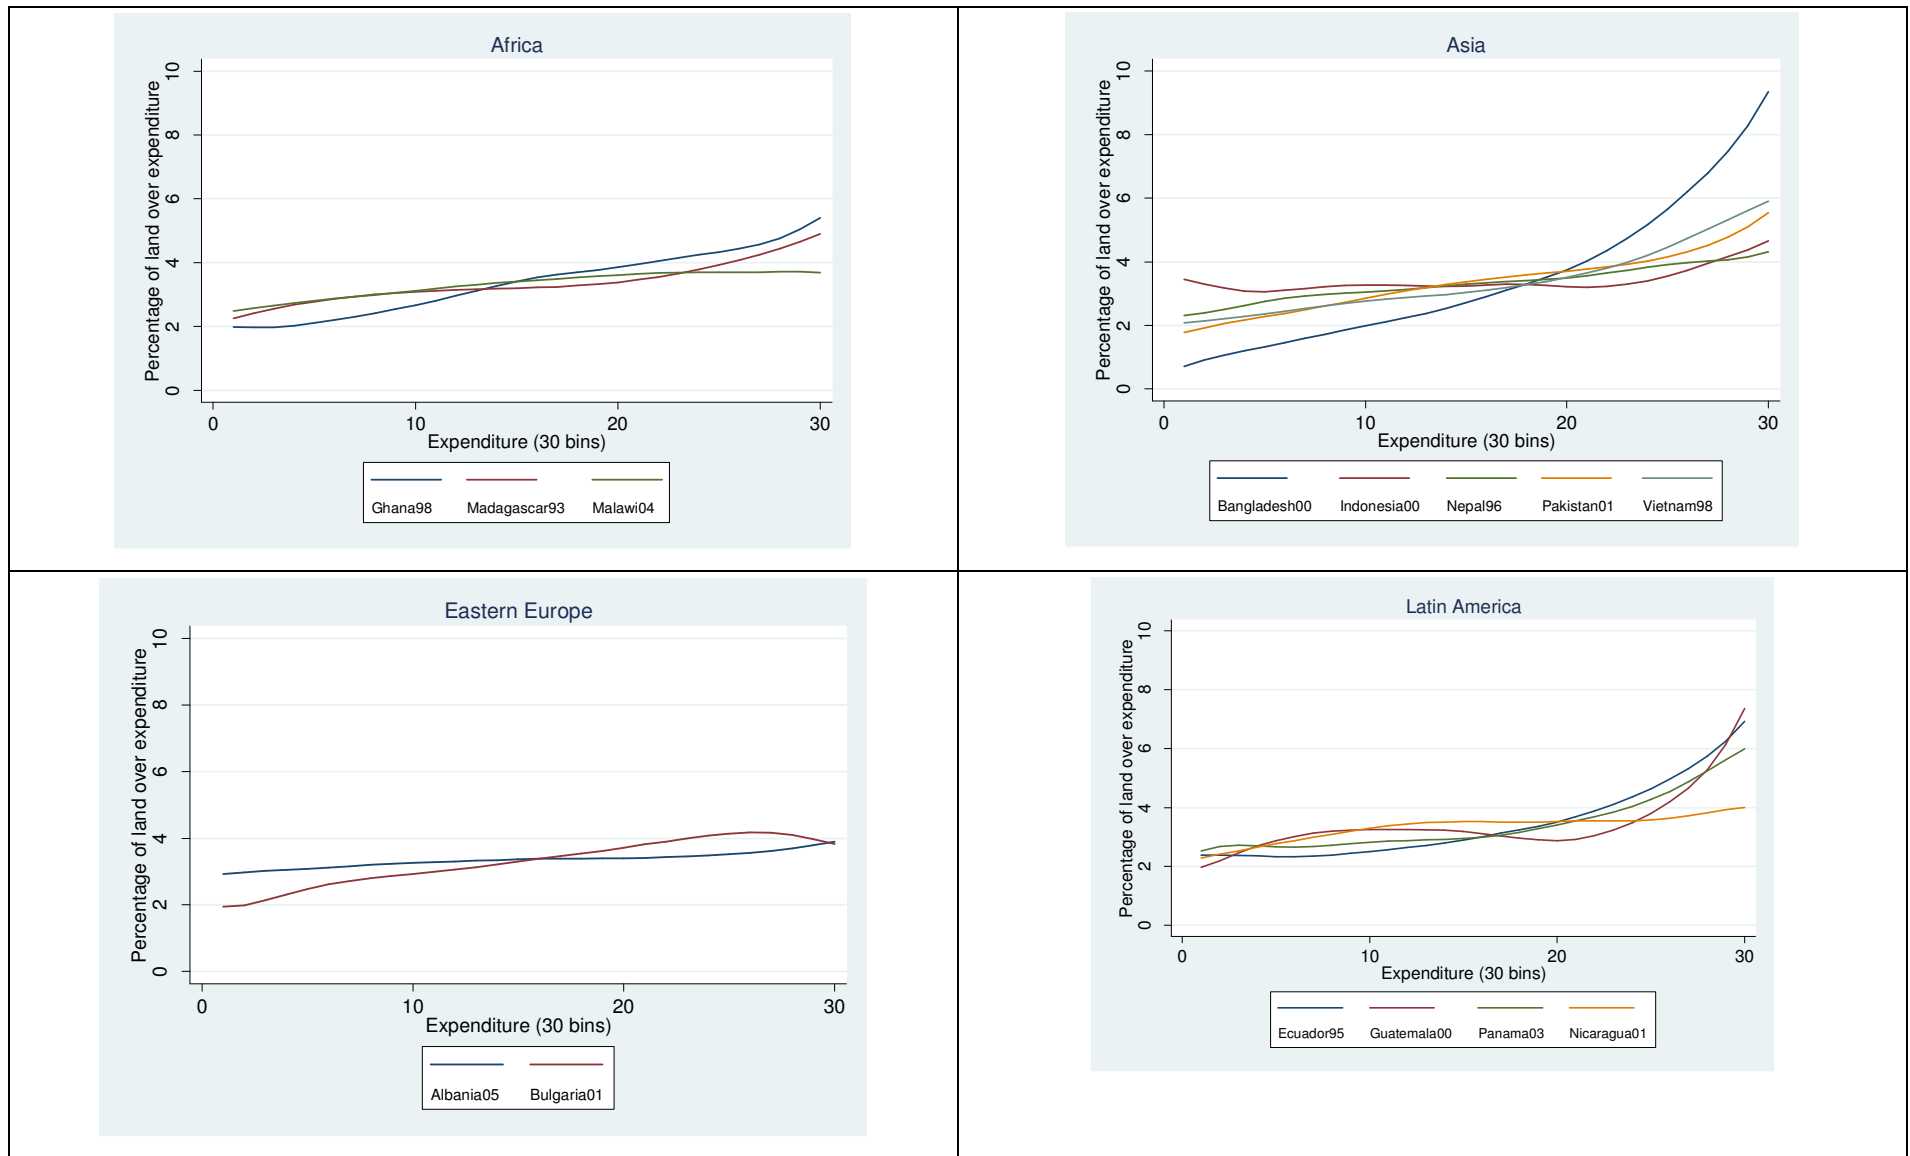 Africa
Percentage of land over expenditure
10
8
6
4
2
0
0 10 20 30
Expenditure (30 bins)
Ghana98 Madagascar93 Malawi04
Asia
Percentage of land over expenditure
10
8
6
4
2
0
0 10 20 30
Expenditure (30 bins)
Bangladesh00 Indonesia00 Nepal96 Pakistan01 Vietnam98
Eastern Europe
Percentage of land over expenditure
10
8
6
4
2
0
0 10 20 30
Expenditure (30 bins)
Albania05 Bulgaria01
Latin America
Percentage of land over expenditure
10
8
6
4
2
0
0 10 20 30
Expenditure (30 bins)
Ecuador95 Guatemala00 Panama03 Nicaragua01